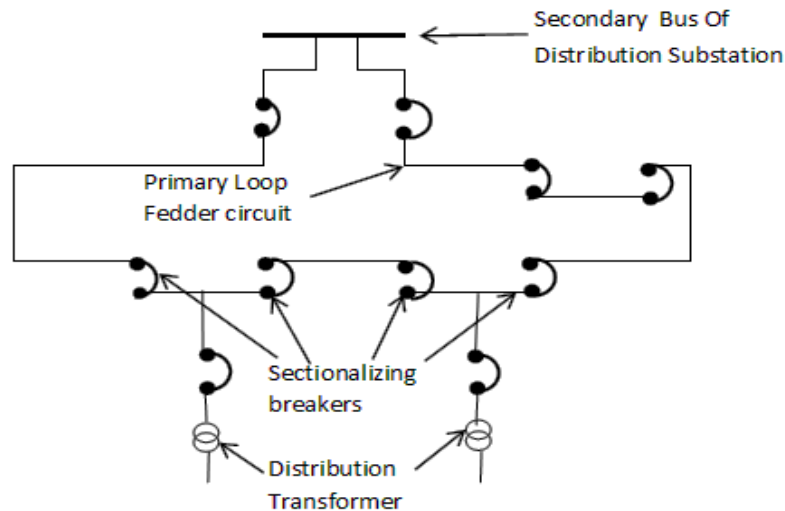 Secondary Bus Of
Distribution Substation
Primary Loop
Fedder circuit
Sectionalizing
breakers
Distribution
Transformer